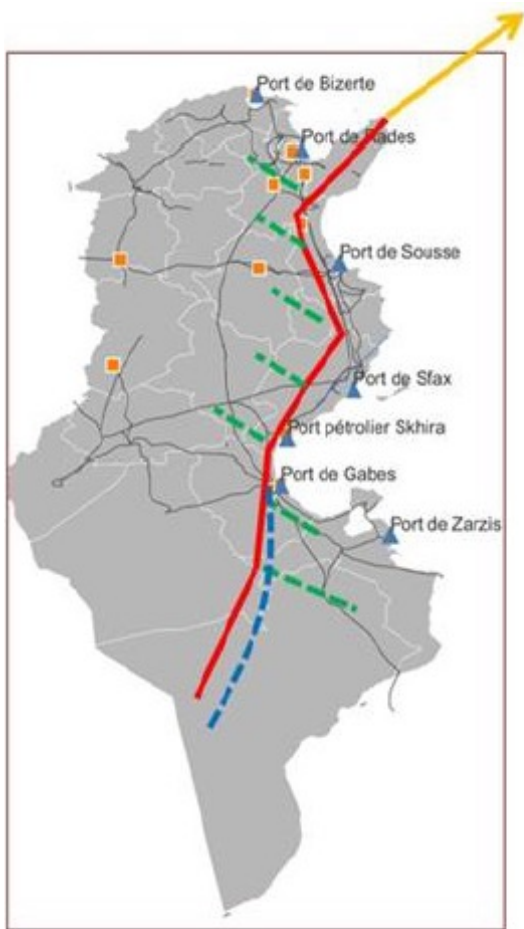 Port de Bizerte
Port de Rades
Port de Sousse
Port de Sfax
Port pétrolier Skhira
Port de Gabes
Port de Zarzis